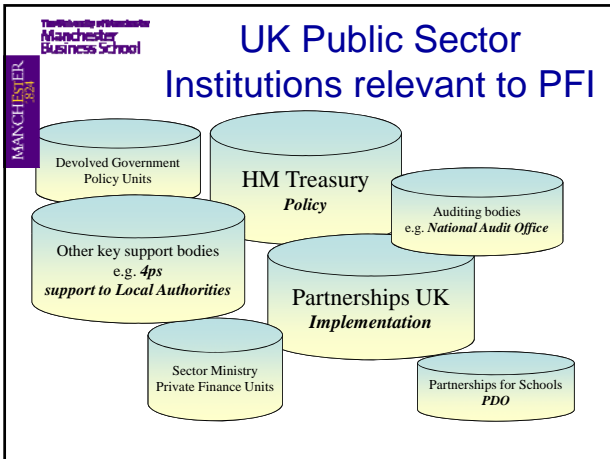 The University of Manchester
Manchester
Business School
MANCHESTER
1824
UK Public Sector
Institutions relevant to PFI
Devolved Government
Policy Units
HM Treasury
Policy
Auditing bodies
e.g. National Audit Office
Other key support bodies
e.g. 4ps
support to Local Authorities
Partnerships UK
Implementation
Sector Ministry
Private Finance Units
Partnerships for Schools
PDO